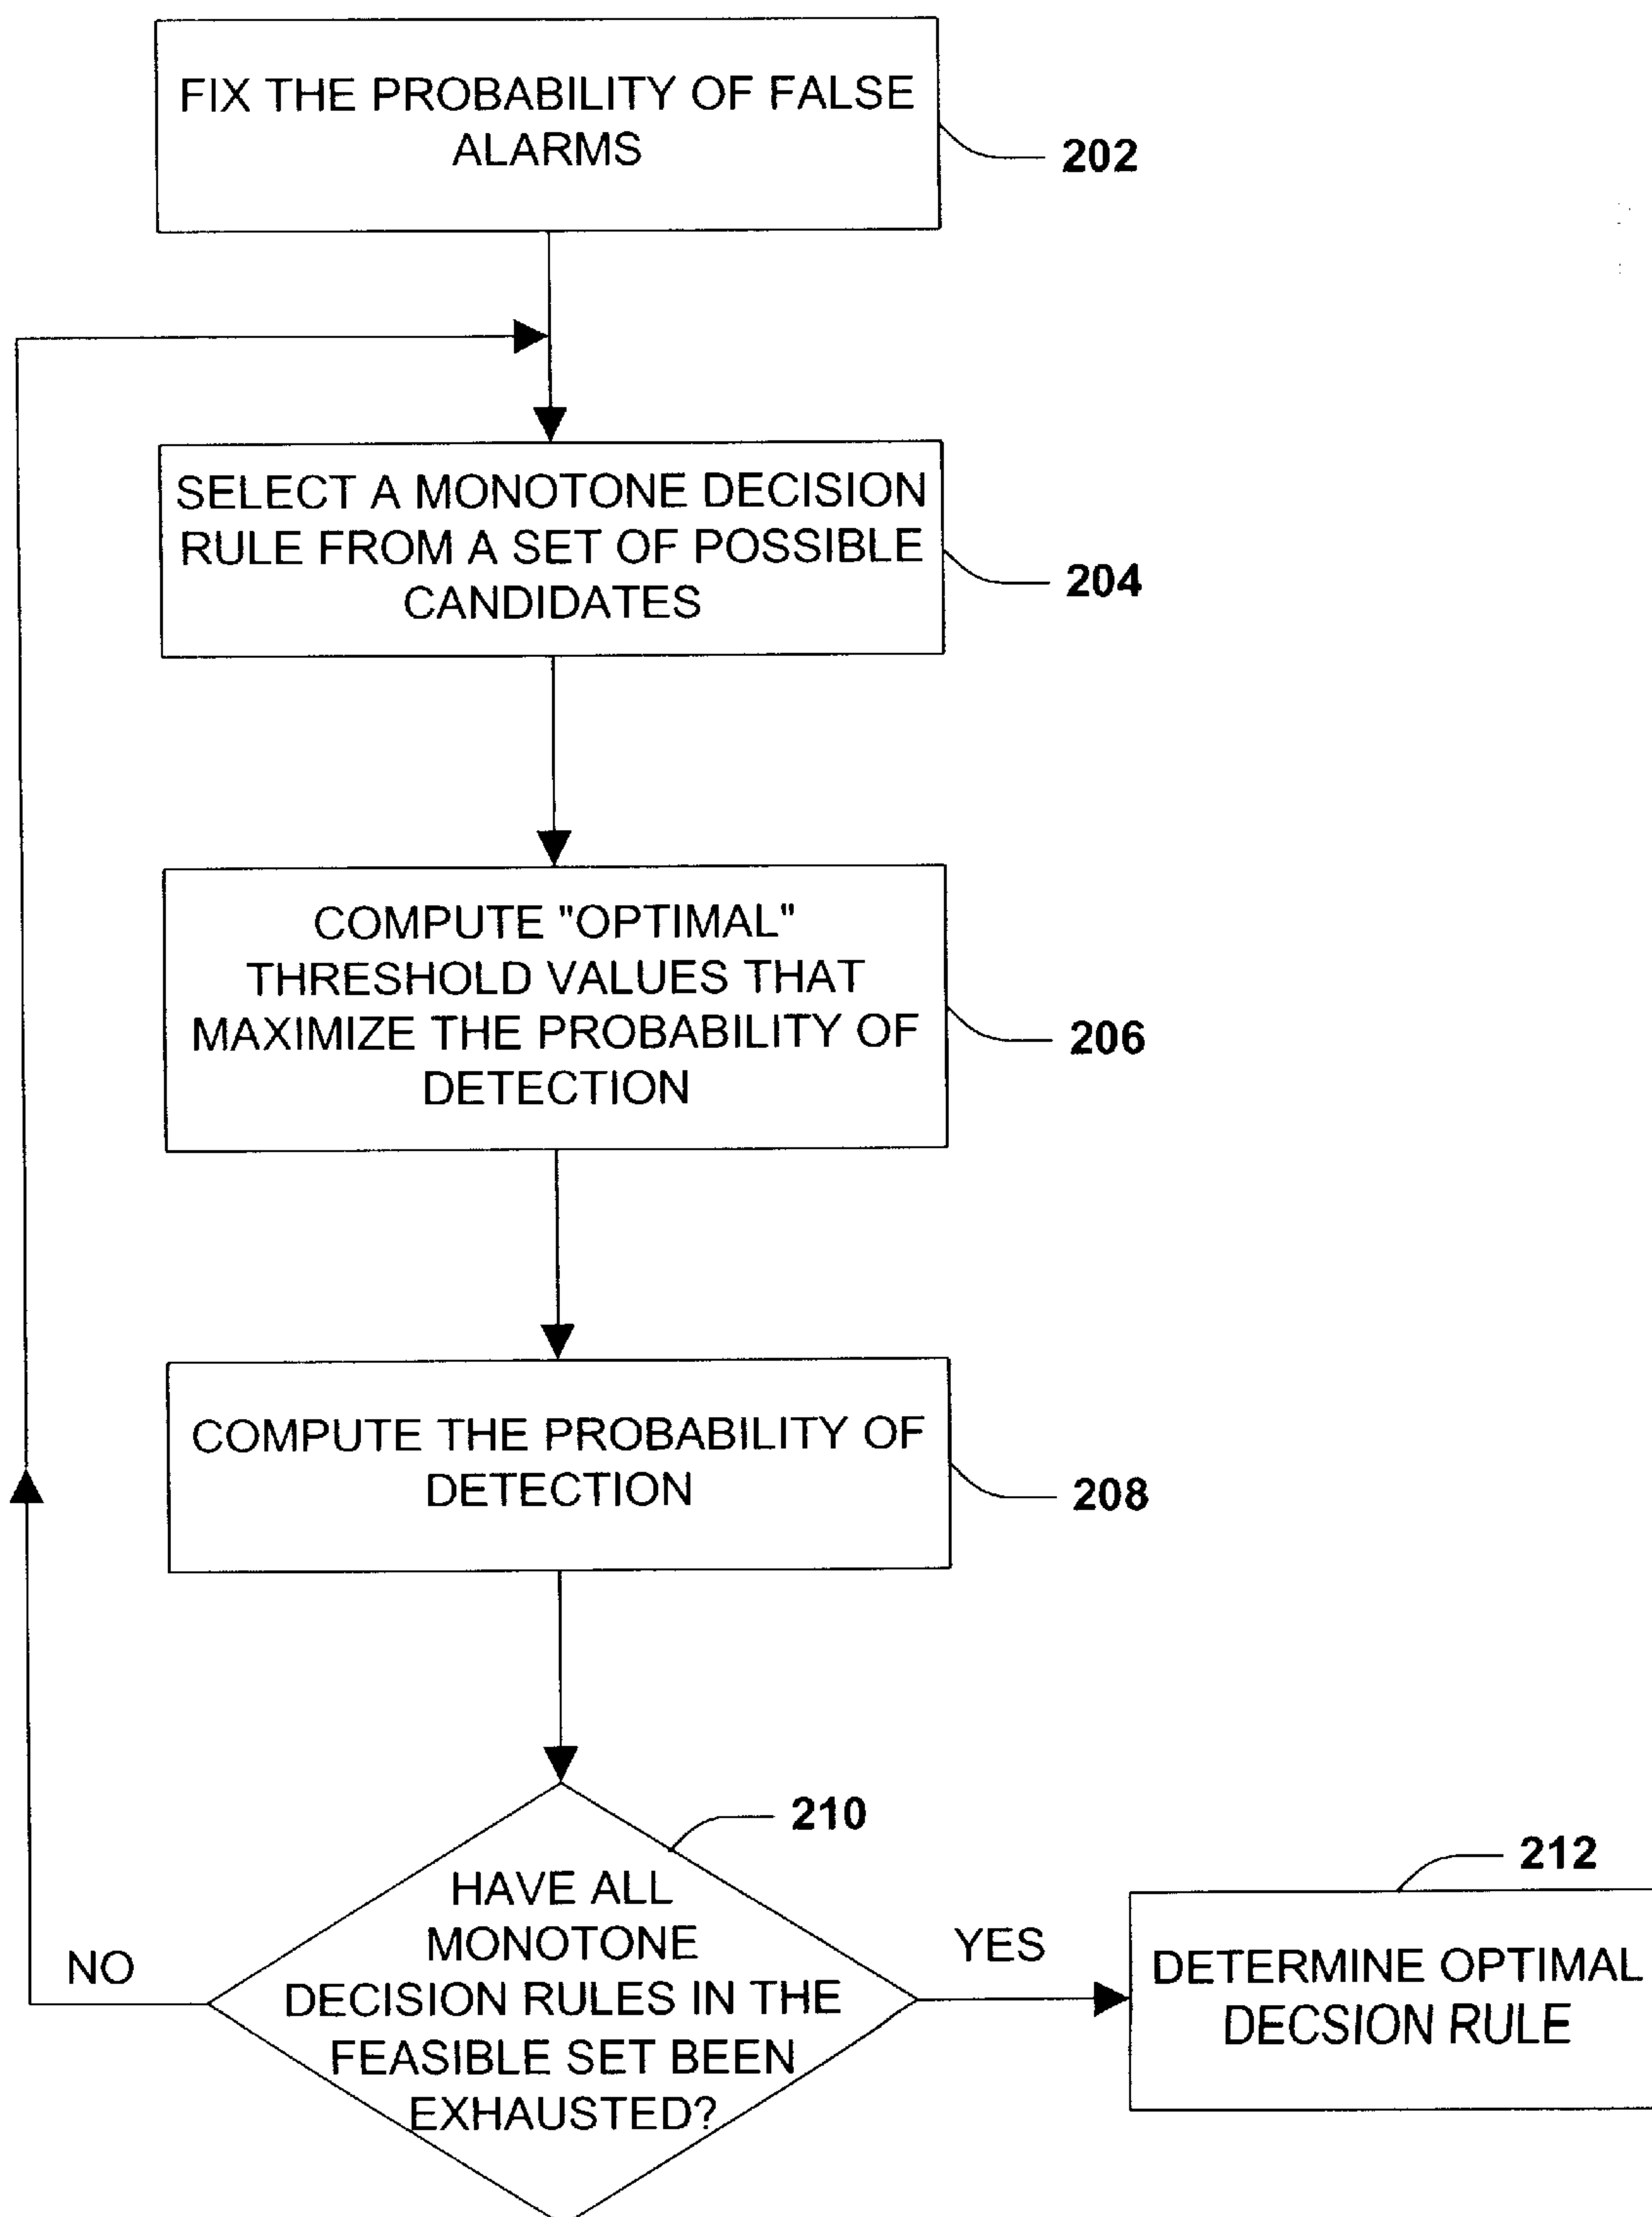 FIX THE PROBABILITY OF FALSE
ALARMS
202
SELECT A MONOTONE DECISION
RULE FROM A SET OF POSSIBLE
CANDIDATES
204
COMPUTE "OPTIMAL"
THRESHOLD VALUES THAT
MAXIMIZE THE PROBABILITY OF
DETECTION
206
COMPUTE THE PROBABILITY OF
DETECTION
208
210
HAVE ALL
MONOTONE
DECISION RULES IN THE
FEASIBLE SET BEEN
EXHAUSTED?
NO
YES
212
DETERMINE OPTIMAL
DECSION RULE